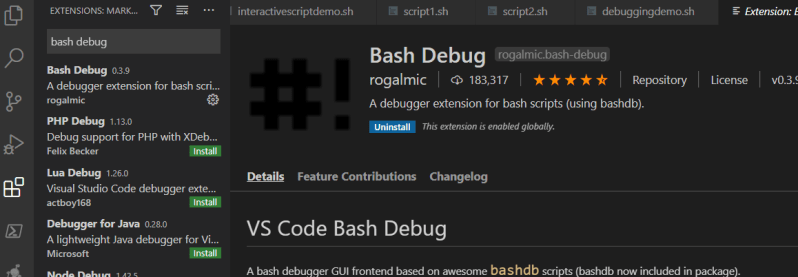 EXTENSIONS: MARK...
bash debug
Bash Debug 0.3.9
A debugger extension for bash scri...
rogalmic
PHP Debug 1.13.0
Debug support for PHP with XDeb...
Felix Becker Install
Lua Debug 1.26.0
Visual Studio Code debugger exte...
actboy168 Install
Debugger for Java 0.28.0
A lightweight Java debugger for Vi...
Microsoft Install
Node Debug 1.42.5
interactivescriptdemo.sh script1.sh script2.sh debuggingdemo.sh Extension: B
#!
Bash Debug rogalmic.bash-debug
rogalmic 183,317 Repository License v0.3.9
A debugger extension for bash scripts (using bashdb).
Uninstall This extension is enabled globally.
Details Feature Contributions Changelog
VS Code Bash Debug
A bash debugger GUI frontend based on awesome bashdb scripts (bashdb now included in package).